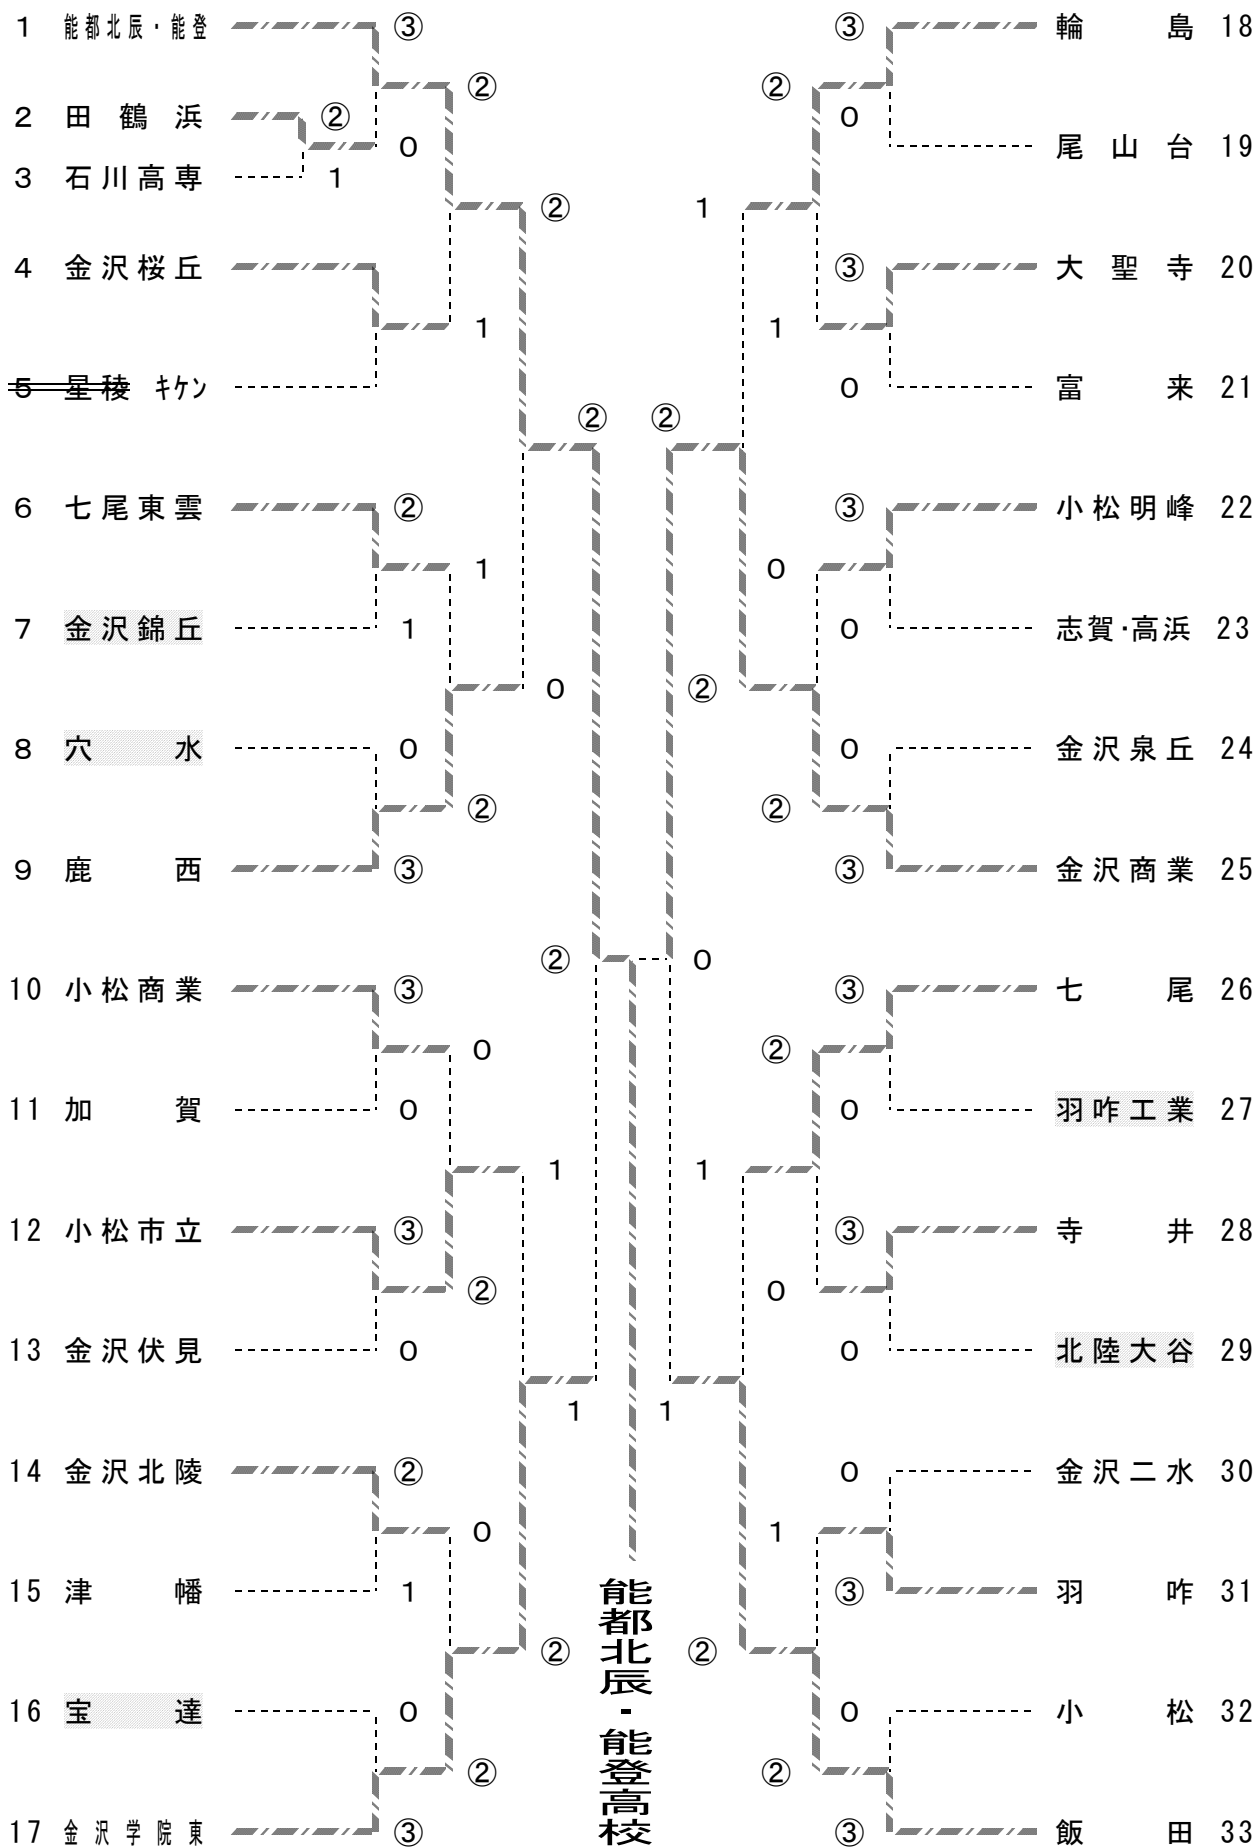 1 能都北辰・能登 ③ ③ 輪島 18
② ②
2 田鶴浜 ② 0
0 尾山台 19
3 石川高専 1
② 1
4 金沢桜丘 ③ 大聖寺 20
1 1
5 星稜 キケン 0 富来 21
② ②
6 七尾東雲 ② ③ 小松明峰 22
1 0
7 金沢錦丘 1 0 志賀・高浜 23
0 ②
8 穴水 0 0 金沢泉丘 24
② ②
9 鹿西 ③ ③ 金沢商業 25
② 0
10 小松商業 ③ ③ 七尾 26
0 ②
11 加賀 0 0 羽咋工業 27
1 1
12 小松市立 ③ ③ 寺井 28
② 0
13 金沢伏見 0 0 北陸大谷 29
1 1
14 金沢北陵 ② 0 金沢二水 30
0 1
15 津幡 1 ③ 羽咋 31
② ②
16 宝達 0 0 小松 32
② ②
17 金沢学院東 ③ ③ 飯田 33
能都北辰・能登高校